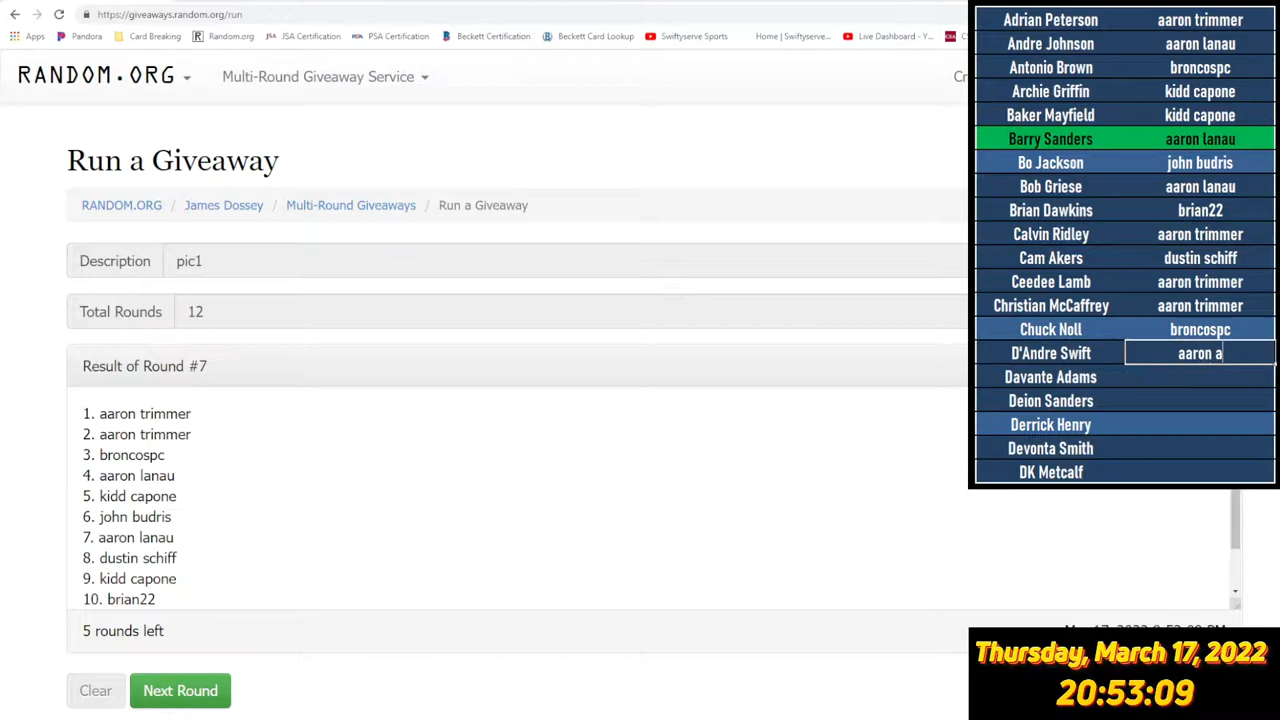 https://giveaways.random.org/run
Apps
Pandora
Card Breaking
Random.org
JSA Certification
PSA Certification
Beckett Certification
Beckett Card Lookup
Swiftyserve Sports
Home | Swiftyserve...
Live Dashboard - Y...
RANDOM.ORG
Multi-Round Giveaway Service
Run a Giveaway
RANDOM.ORG / James Dossey / Multi-Round Giveaways / Run a Giveaway
Description pic1
Total Rounds 12
Result of Round #7
1. aaron trimmer
2. aaron trimmer
3. broncospc
4. aaron lanau
5. kidd capone
6. john budris
7. aaron lanau
8. dustin schiff
9. kidd capone
10. brian22
5 rounds left
Clear
Next Round
Adrian Peterson aaron trimmer
Andre Johnson aaron lanau
Antonio Brown broncospc
Archie Griffin kidd capone
Baker Mayfield kidd capone
Barry Sanders aaron lanau
Bo Jackson john budris
Bob Griese aaron lanau
Brian Dawkins brian22
Calvin Ridley aaron trimmer
Cam Akers dustin schiff
Ceedee Lamb aaron trimmer
Christian McCaffrey aaron trimmer
Chuck Noll broncospc
D'Andre Swift aaron a
Davante Adams
Deion Sanders
Derrick Henry
Devonta Smith
DK Metcalf
Thursday, March 17, 2022
20:53:09